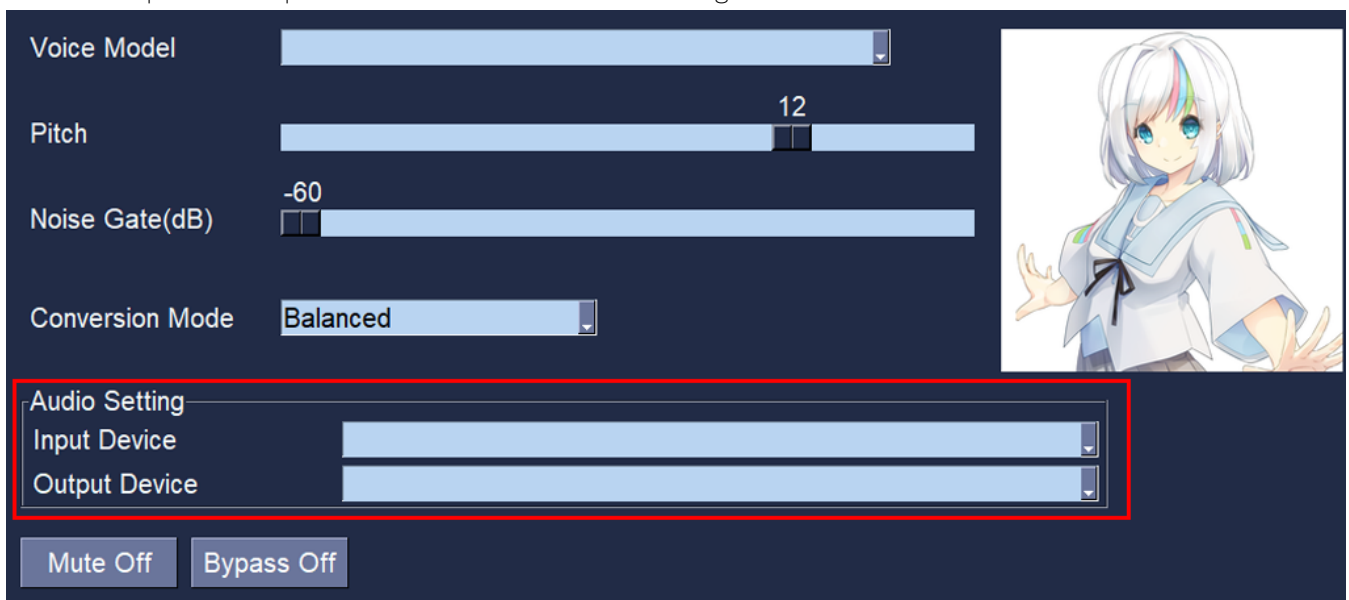 Voice Model
12
Pitch
-60
Noise Gate(dB)
Conversion Mode Balanced
Audio Setting
Input Device
Output Device
Mute Off Bypass Off